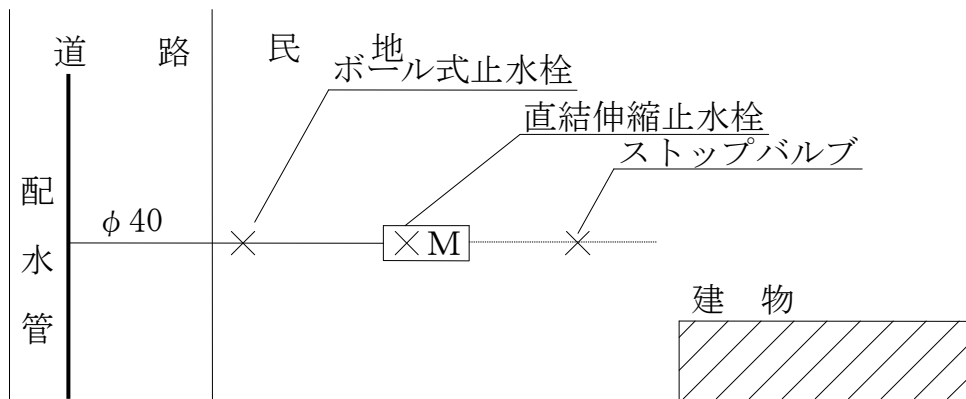 道路
民地
ボール式止水栓
直結伸縮止水栓
ストップバルブ
配水管
φ40
M
建物